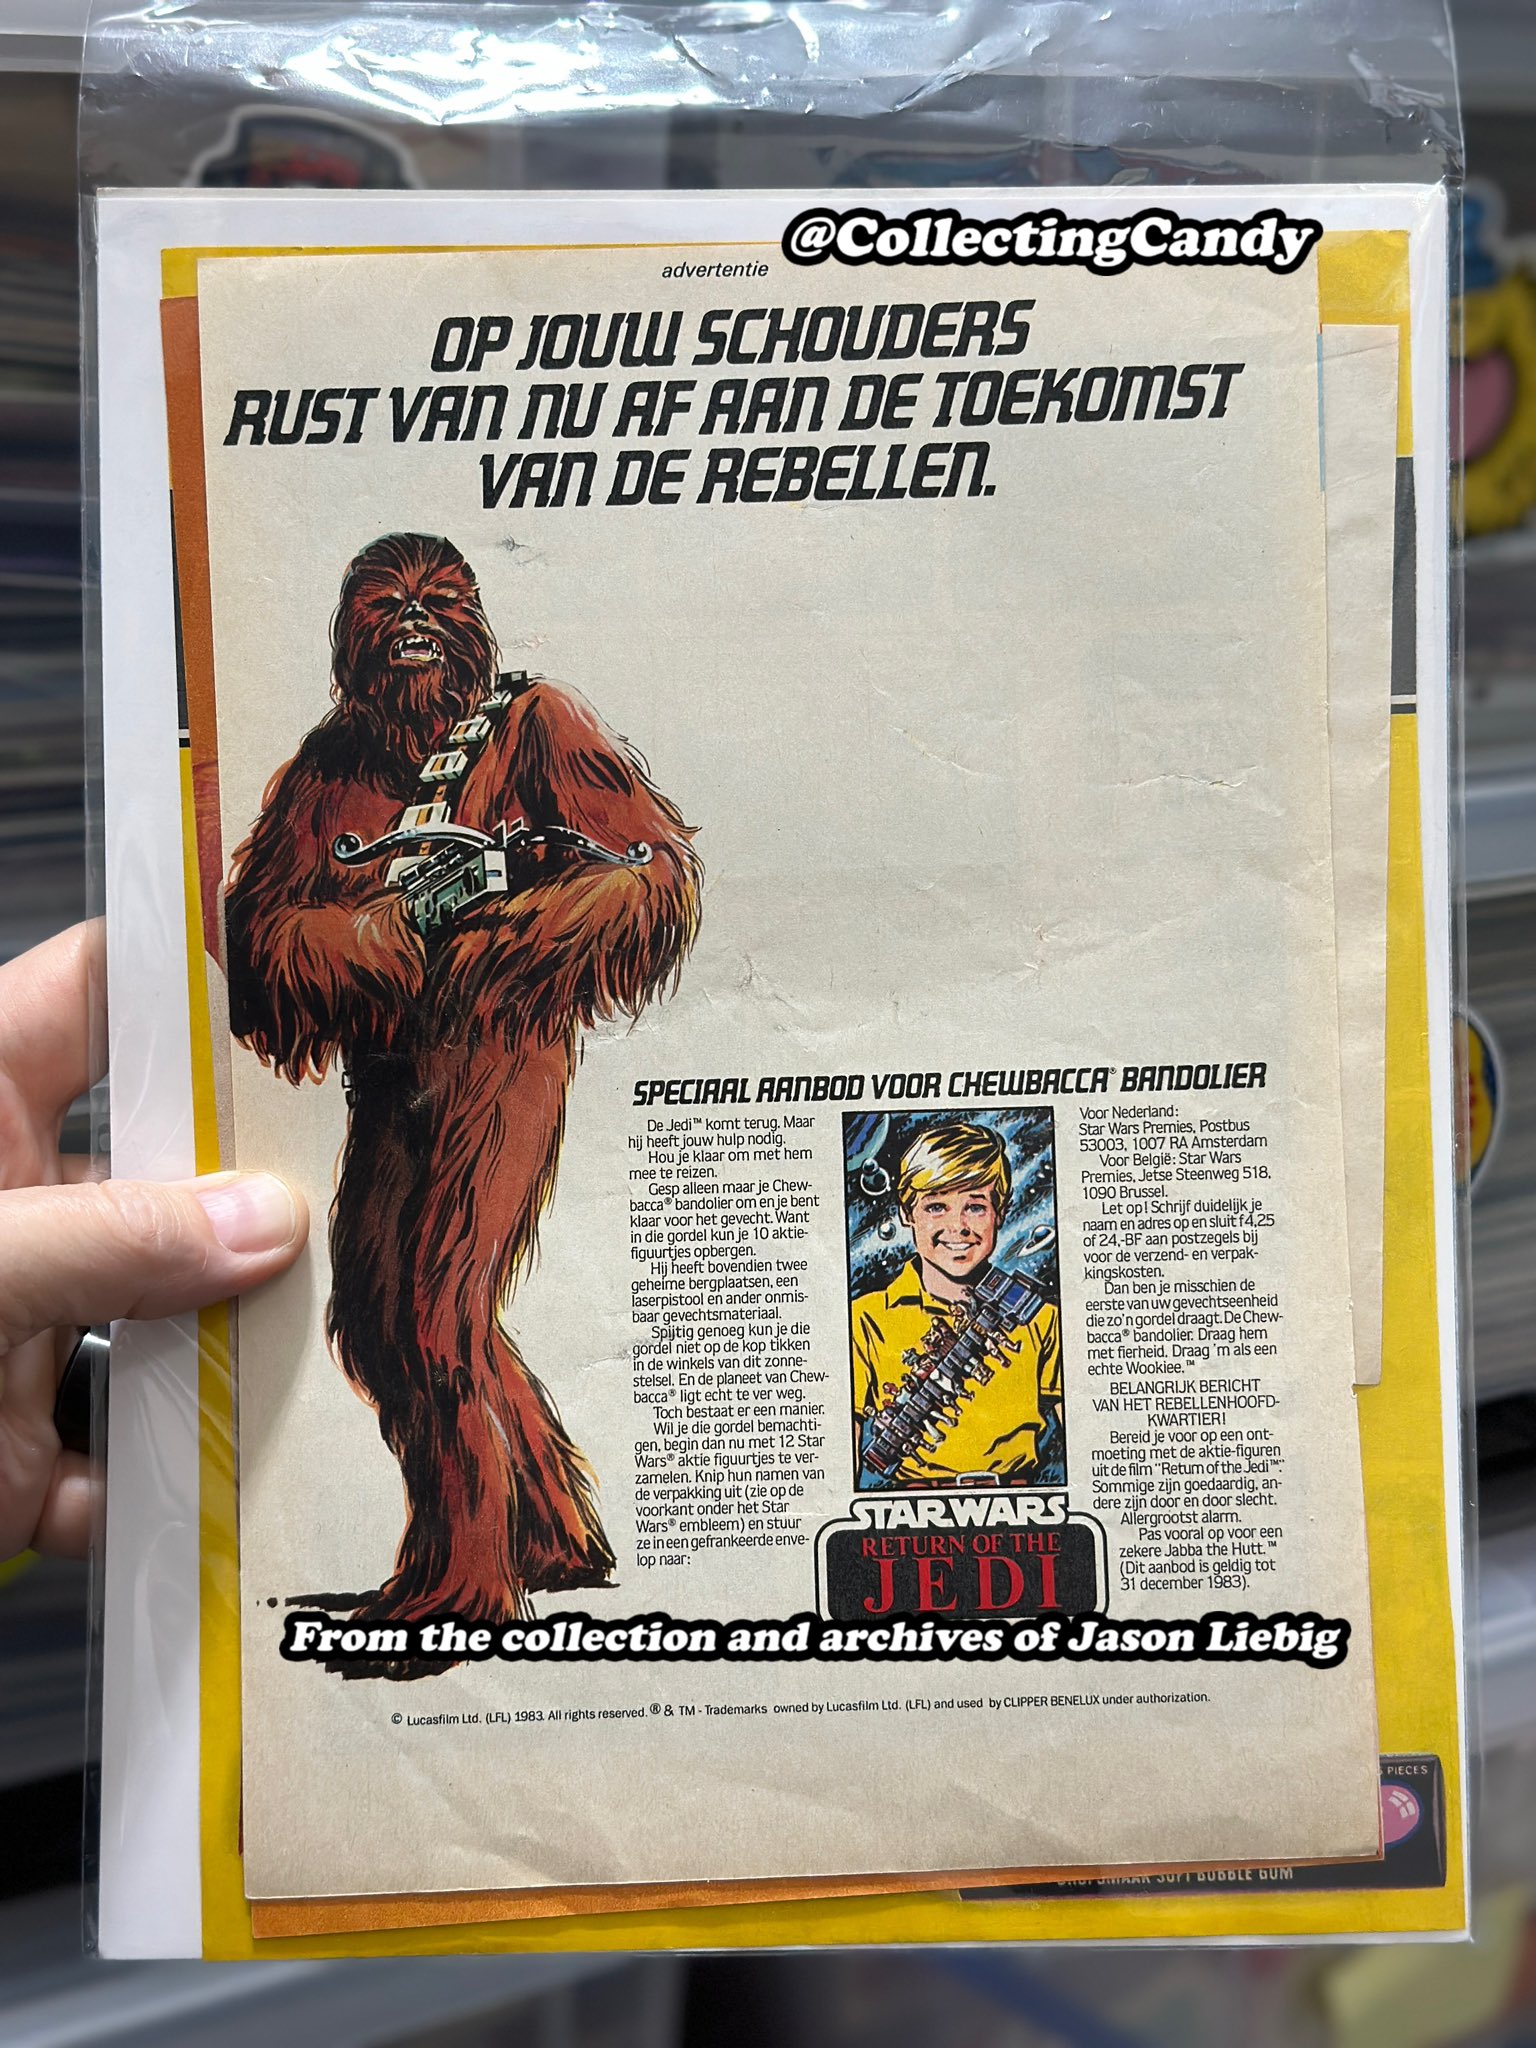 @CollectingCandy
advertentie
OP JOUW SCHOUDERS
RUST VAN NU AF AAN DE TOEKOMST
VAN DE REBELLEN.
SPECIAAL AANBOD VOOR CHEWBACCA® BANDOLIER
De Jedi™ komt terug. Maar
hij heeft jouw hulp nodig.
Hou je klaar om met hem
mee te reizen.
Gesp alleen maar je Chew-
bacca® bandolier om en je bent
klaar voor het gevecht. Want
in die gordel kun je 10 aktie-
figuurtjes opbergen.
Hij heeft bovendien twee
geheime bergplaatsen, een
laserpistool en ander onmis-
baar gevechtsmateriaal.
Spijtig genoeg kun je die
gordel niet op de kop tikken
in de winkels van dit zonne-
stelsel. En de planeet van Chew-
bacca® ligt echt te ver weg.
Toch bestaat er een manier.
Wil je die gordel bemachti-
gen, begin dan nu met 12 Star
Wars® aktie figuurtjes te ver-
zamelen. Knip hun namen van
de verpakking uit (zie op de
voorkant onder het Star
Wars® embleem) en stuur
ze in een gefrankeerde enve-
lop naar:
Voor Nederland:
Star Wars Premies, Postbus
53003, 1007 RA Amsterdam
Voor België: Star Wars
Premies, Jetse Steenweg 518,
1090 Brussel.
Let op! Schrijf duidelijk je
naam en adres op en sluit f4,25
of 24,-BF aan postzegels bij
voor de verzend- en verpak-
kingskosten.
Dan ben je misschien de
eerste van uw gevechtseenheid
die zo'n gordel draagt. De Chew-
bacca® bandolier. Draag hem
met fierheid. Draag 'm als een
echte Wookiee.™
BELANGRIJK BERICHT
VAN HET REBELLENHOOFD-
KWARTIER!
Bereid je voor op een ont-
moeting met de aktie-figuren
uit de film "Return of the Jedi™."
Sommige zijn goedaardig, an-
dere zijn door en door slecht.
Allergrootst alarm.
Pas vooral op voor een
zekere Jabba the Hutt.™
(Dit aanbod is geldig tot
31 december 1983).
STAR WARS
RETURN OF THE
JEDI
From the collection and archives of Jason Liebig
© Lucasfilm Ltd. (LFL) 1983. All rights reserved. ® & TM - Trademarks owned by Lucasfilm Ltd. (LFL) and used by CLIPPER BENELUX under authorization.
PIECES
SOFT BUBBLE GUM